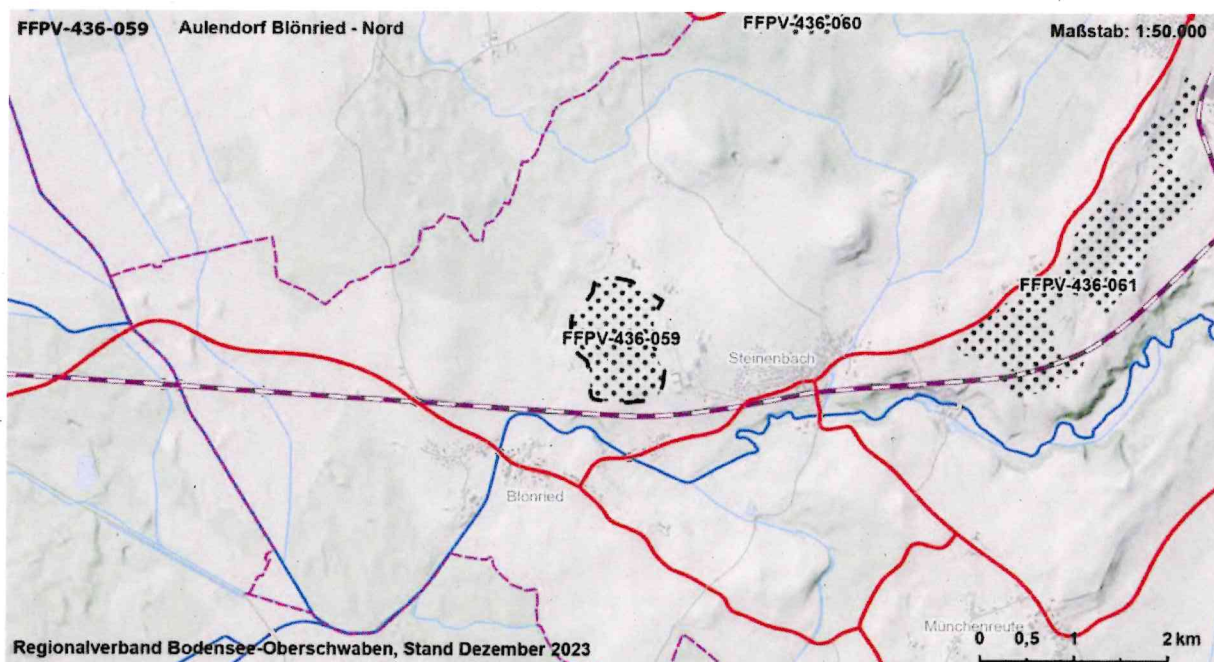 FFPV-436-059 Aulendorf Blönried - Nord
FFPV-436-060
Maßstab: 1:50.000
FFPV-436-061
FFPV-436-059
Steinenbach
Blönried
Münchenreute
0 0,5 1 2 km
Regionalverband Bodensee-Oberschwaben, Stand Dezember 2023